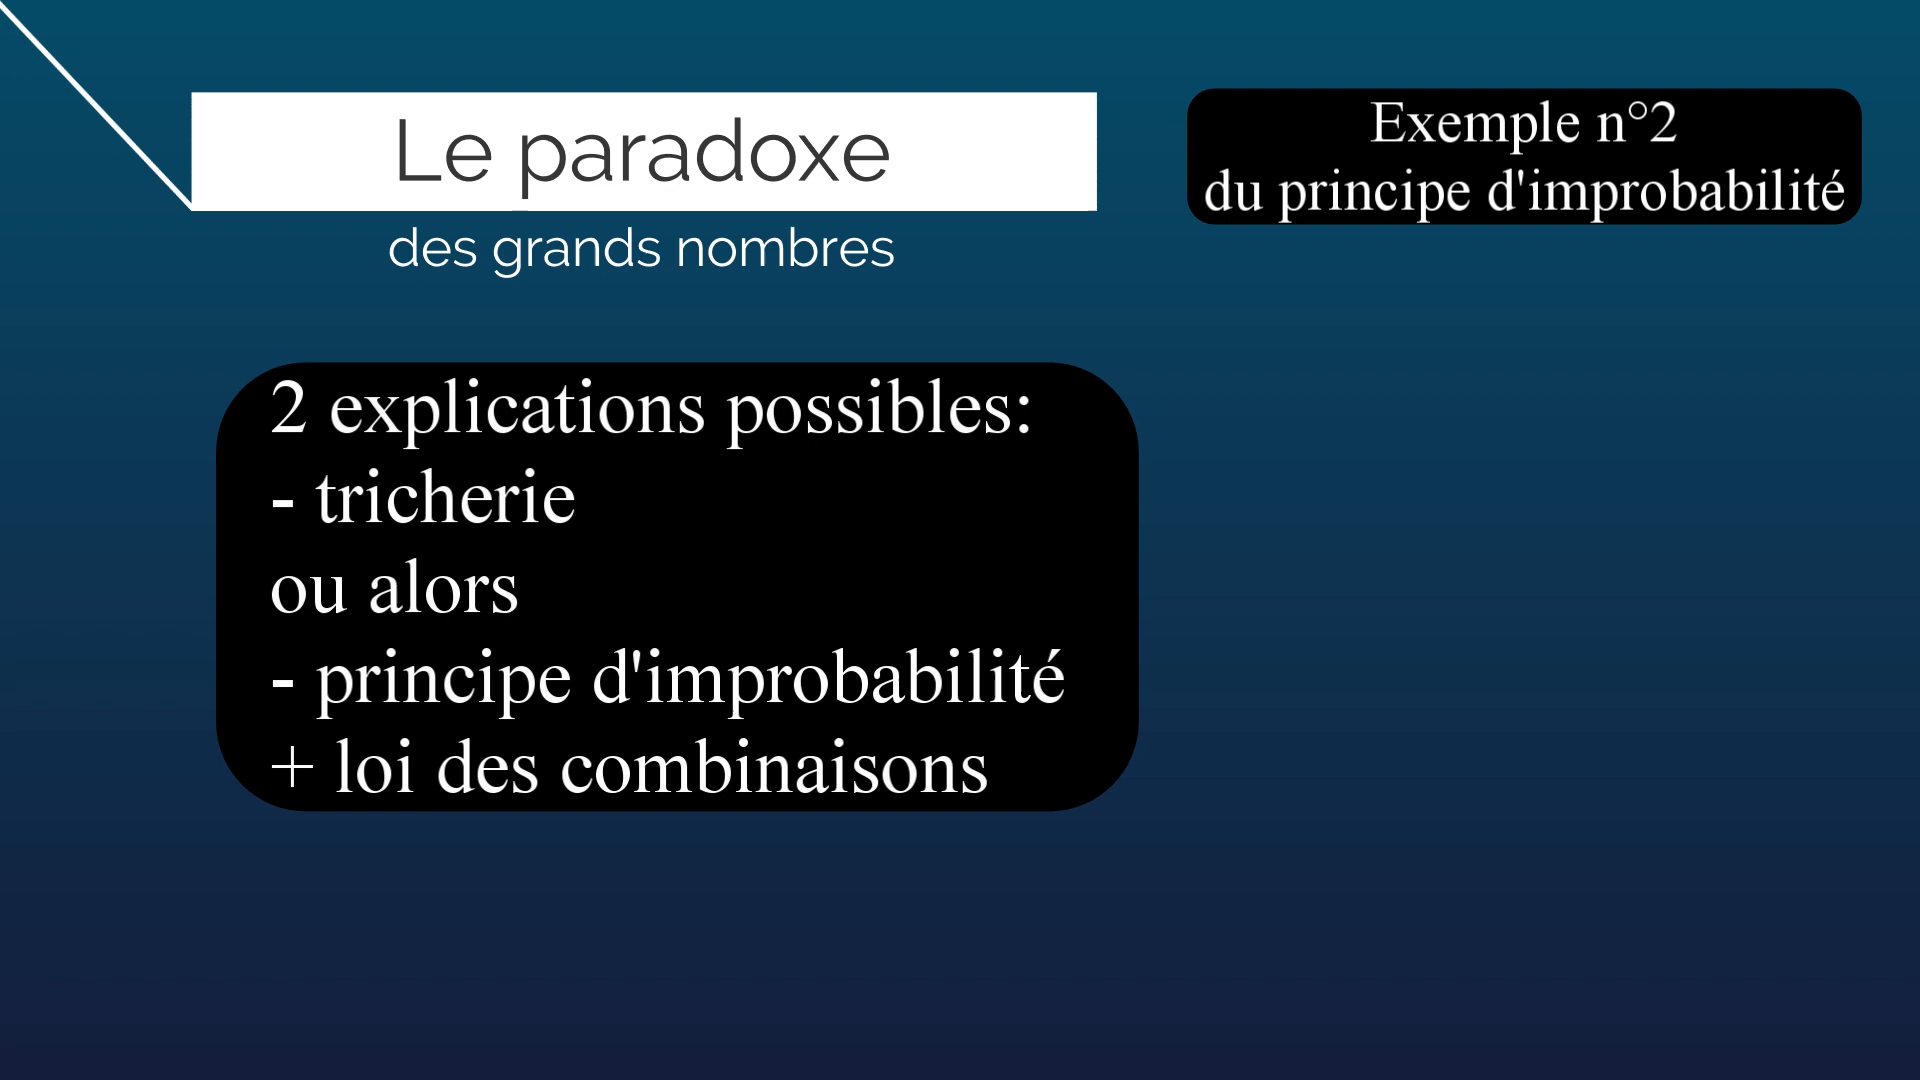 Le paradoxe
des grands nombres
Exemple n°2
du principe d'improbabilité
2 explications possibles:
- tricherie
ou alors
- principe d'improbabilité
+ loi des combinaisons